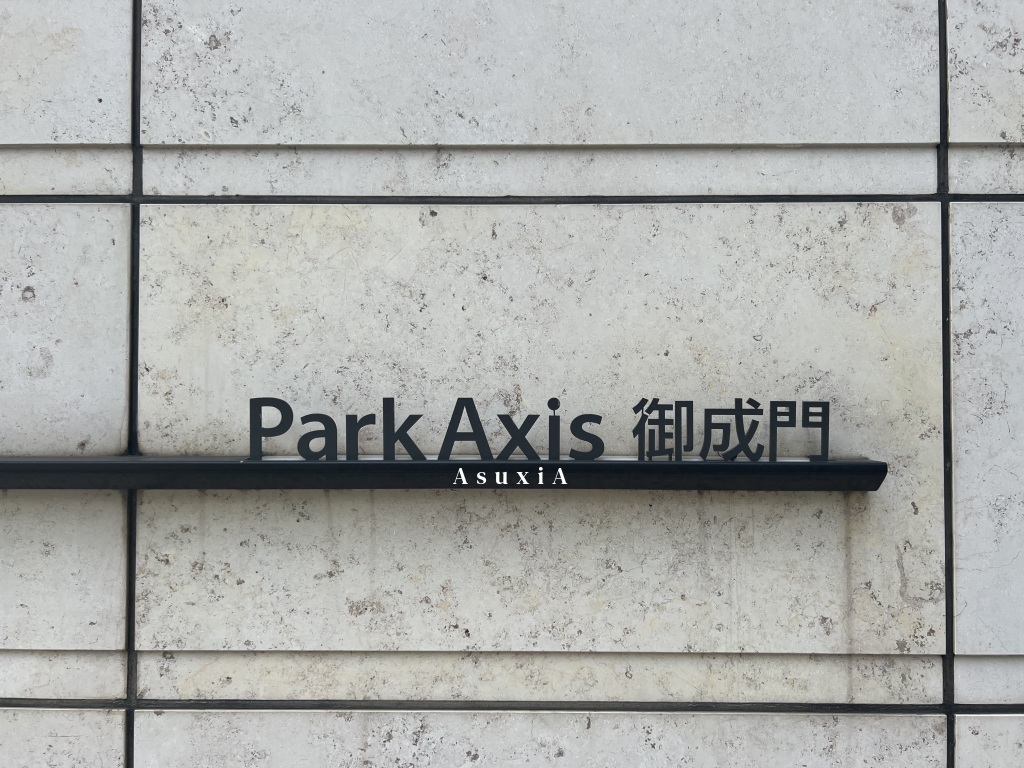 Park Axis 御成門
AsuxiA